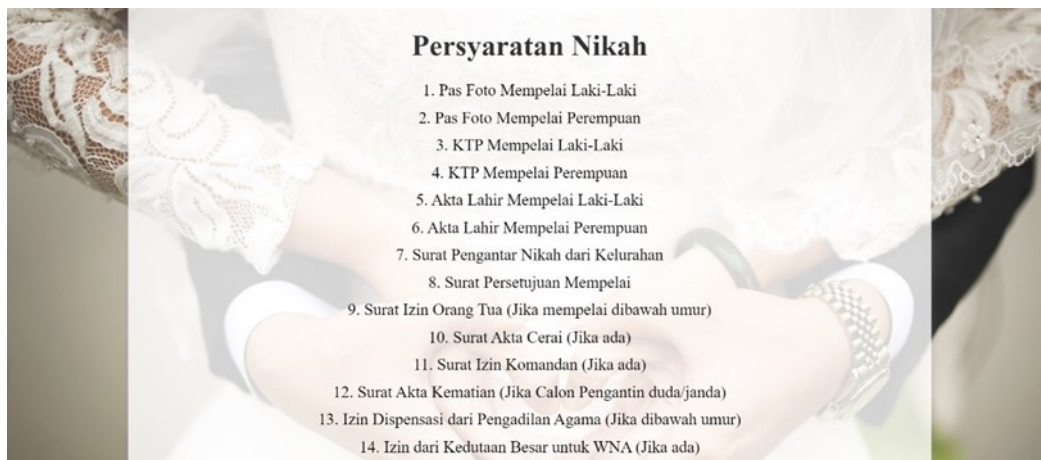 Persyaratan Nikah
1. Pas Foto Mempelai Laki-Laki
2. Pas Foto Mempelai Perempuan
3. KTP Mempelai Laki-Laki
4. KTP Mempelai Perempuan
5. Akta Lahir Mempelai Laki-Laki
6. Akta Lahir Mempelai Perempuan
7. Surat Pengantar Nikah dari Kelurahan
8. Surat Persetujuan Mempelai
9. Surat Izin Orang Tua (Jika mempelai dibawah umur)
10. Surat Akta Cerai (Jika ada)
11. Surat Izin Komandan (Jika ada)
12. Surat Akta Kematian (Jika Calon Pengantin duda/janda)
13. Izin Dispensasi dari Pengadilan Agama (Jika dibawah umur)
14. Izin dari Kedutaan Besar untuk WNA (Jika ada)